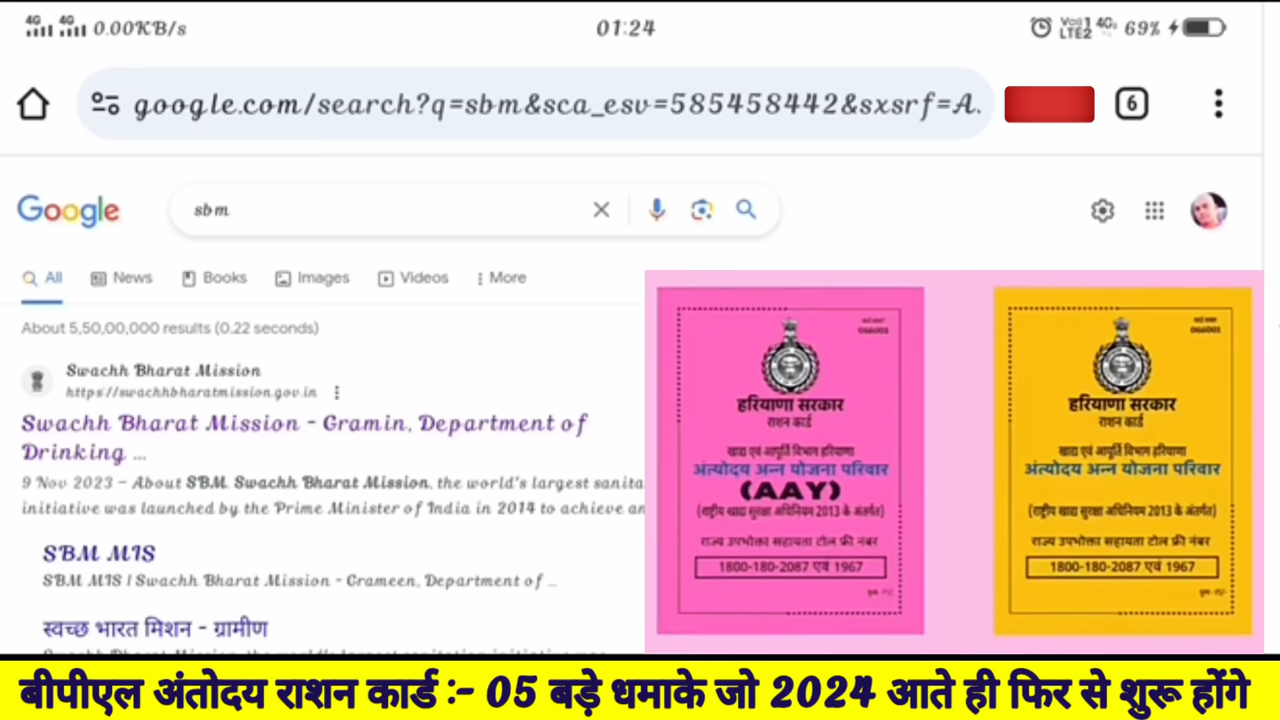 4G 4G 0.00KB/s 01:24 Vo)) 4G LTE2 69%
google.com/search?q=sbm&sca_esv=585458442&sxsrf=A. 6
Google sbm
All News Books Images Videos More
About 5,50,00,000 results (0.22 seconds)
Swachh Bharat Mission
https://swachhbharatmission.gov.in
Swachh Bharat Mission - Gramin, Department of
Drinking ...
9 Nov 2023 — About SBM. Swachh Bharat Mission, the world's largest sanita
initiative was launched by the Prime Minister of India in 2014 to achieve an
SBM MIS
SBM MIS | Swachh Bharat Mission - Grameen, Department of ...
स्वच्छ भारत मिशन - ग्रामीण
066001
हरियाणा सरकार
राशन कार्ड
खाद्य एवं आपूर्ति विभाग हरियाणा
अंत्योदय अन्न योजना परिवार
(AAY)
(राष्ट्रीय खाद्य सुरक्षा अधिनियम 2013 के अंतर्गत)
राज्य उपभोक्ता सहायता टोल फ्री नंबर
1800-180-2087 एवं 1967
066001
हरियाणा सरकार
राशन कार्ड
खाद्य एवं आपूर्ति विभाग हरियाणा
अंत्योदय अन्न योजना परिवार
(राष्ट्रीय खाद्य सुरक्षा अधिनियम 2013 के अंतर्गत)
राज्य उपभोक्ता सहायता टोल फ्री नंबर
1800-180-2087 एवं 1967
बीपीएल अंतोदय राशन कार्ड :- 05 बड़े धमाके जो 2024 आते ही फिर से शुरू होंगे